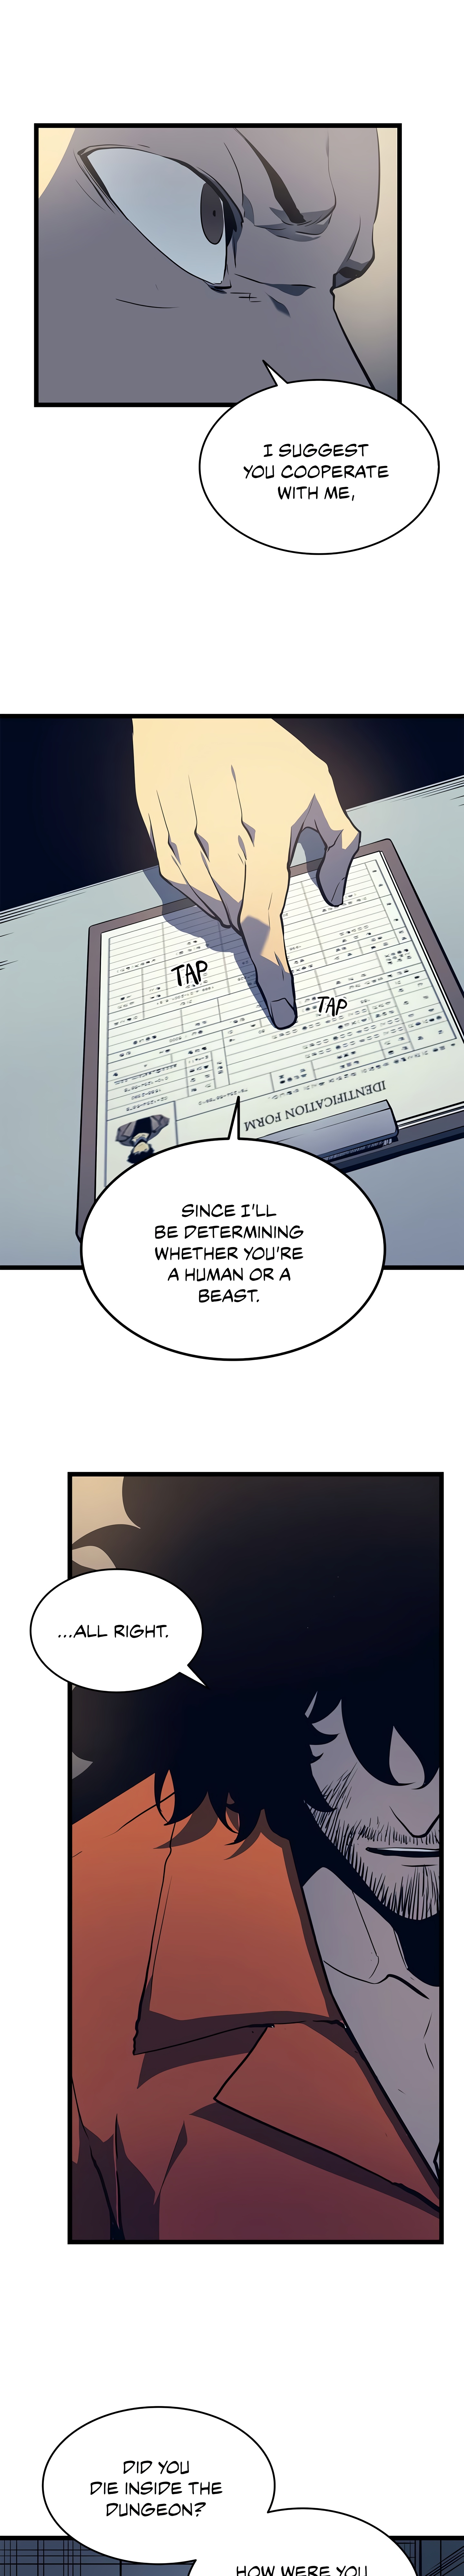 I SUGGEST
YOU COOPERATE
WITH ME,
TAP
TAP
IDENTIFICATION FORM
SINCE I'LL
BE DETERMINING
WHETHER YOU'RE
A HUMAN OR A
BEAST.
...ALL RIGHT.
DID YOU
DIE INSIDE THE
DUNGEON?
HOW WERE YOU